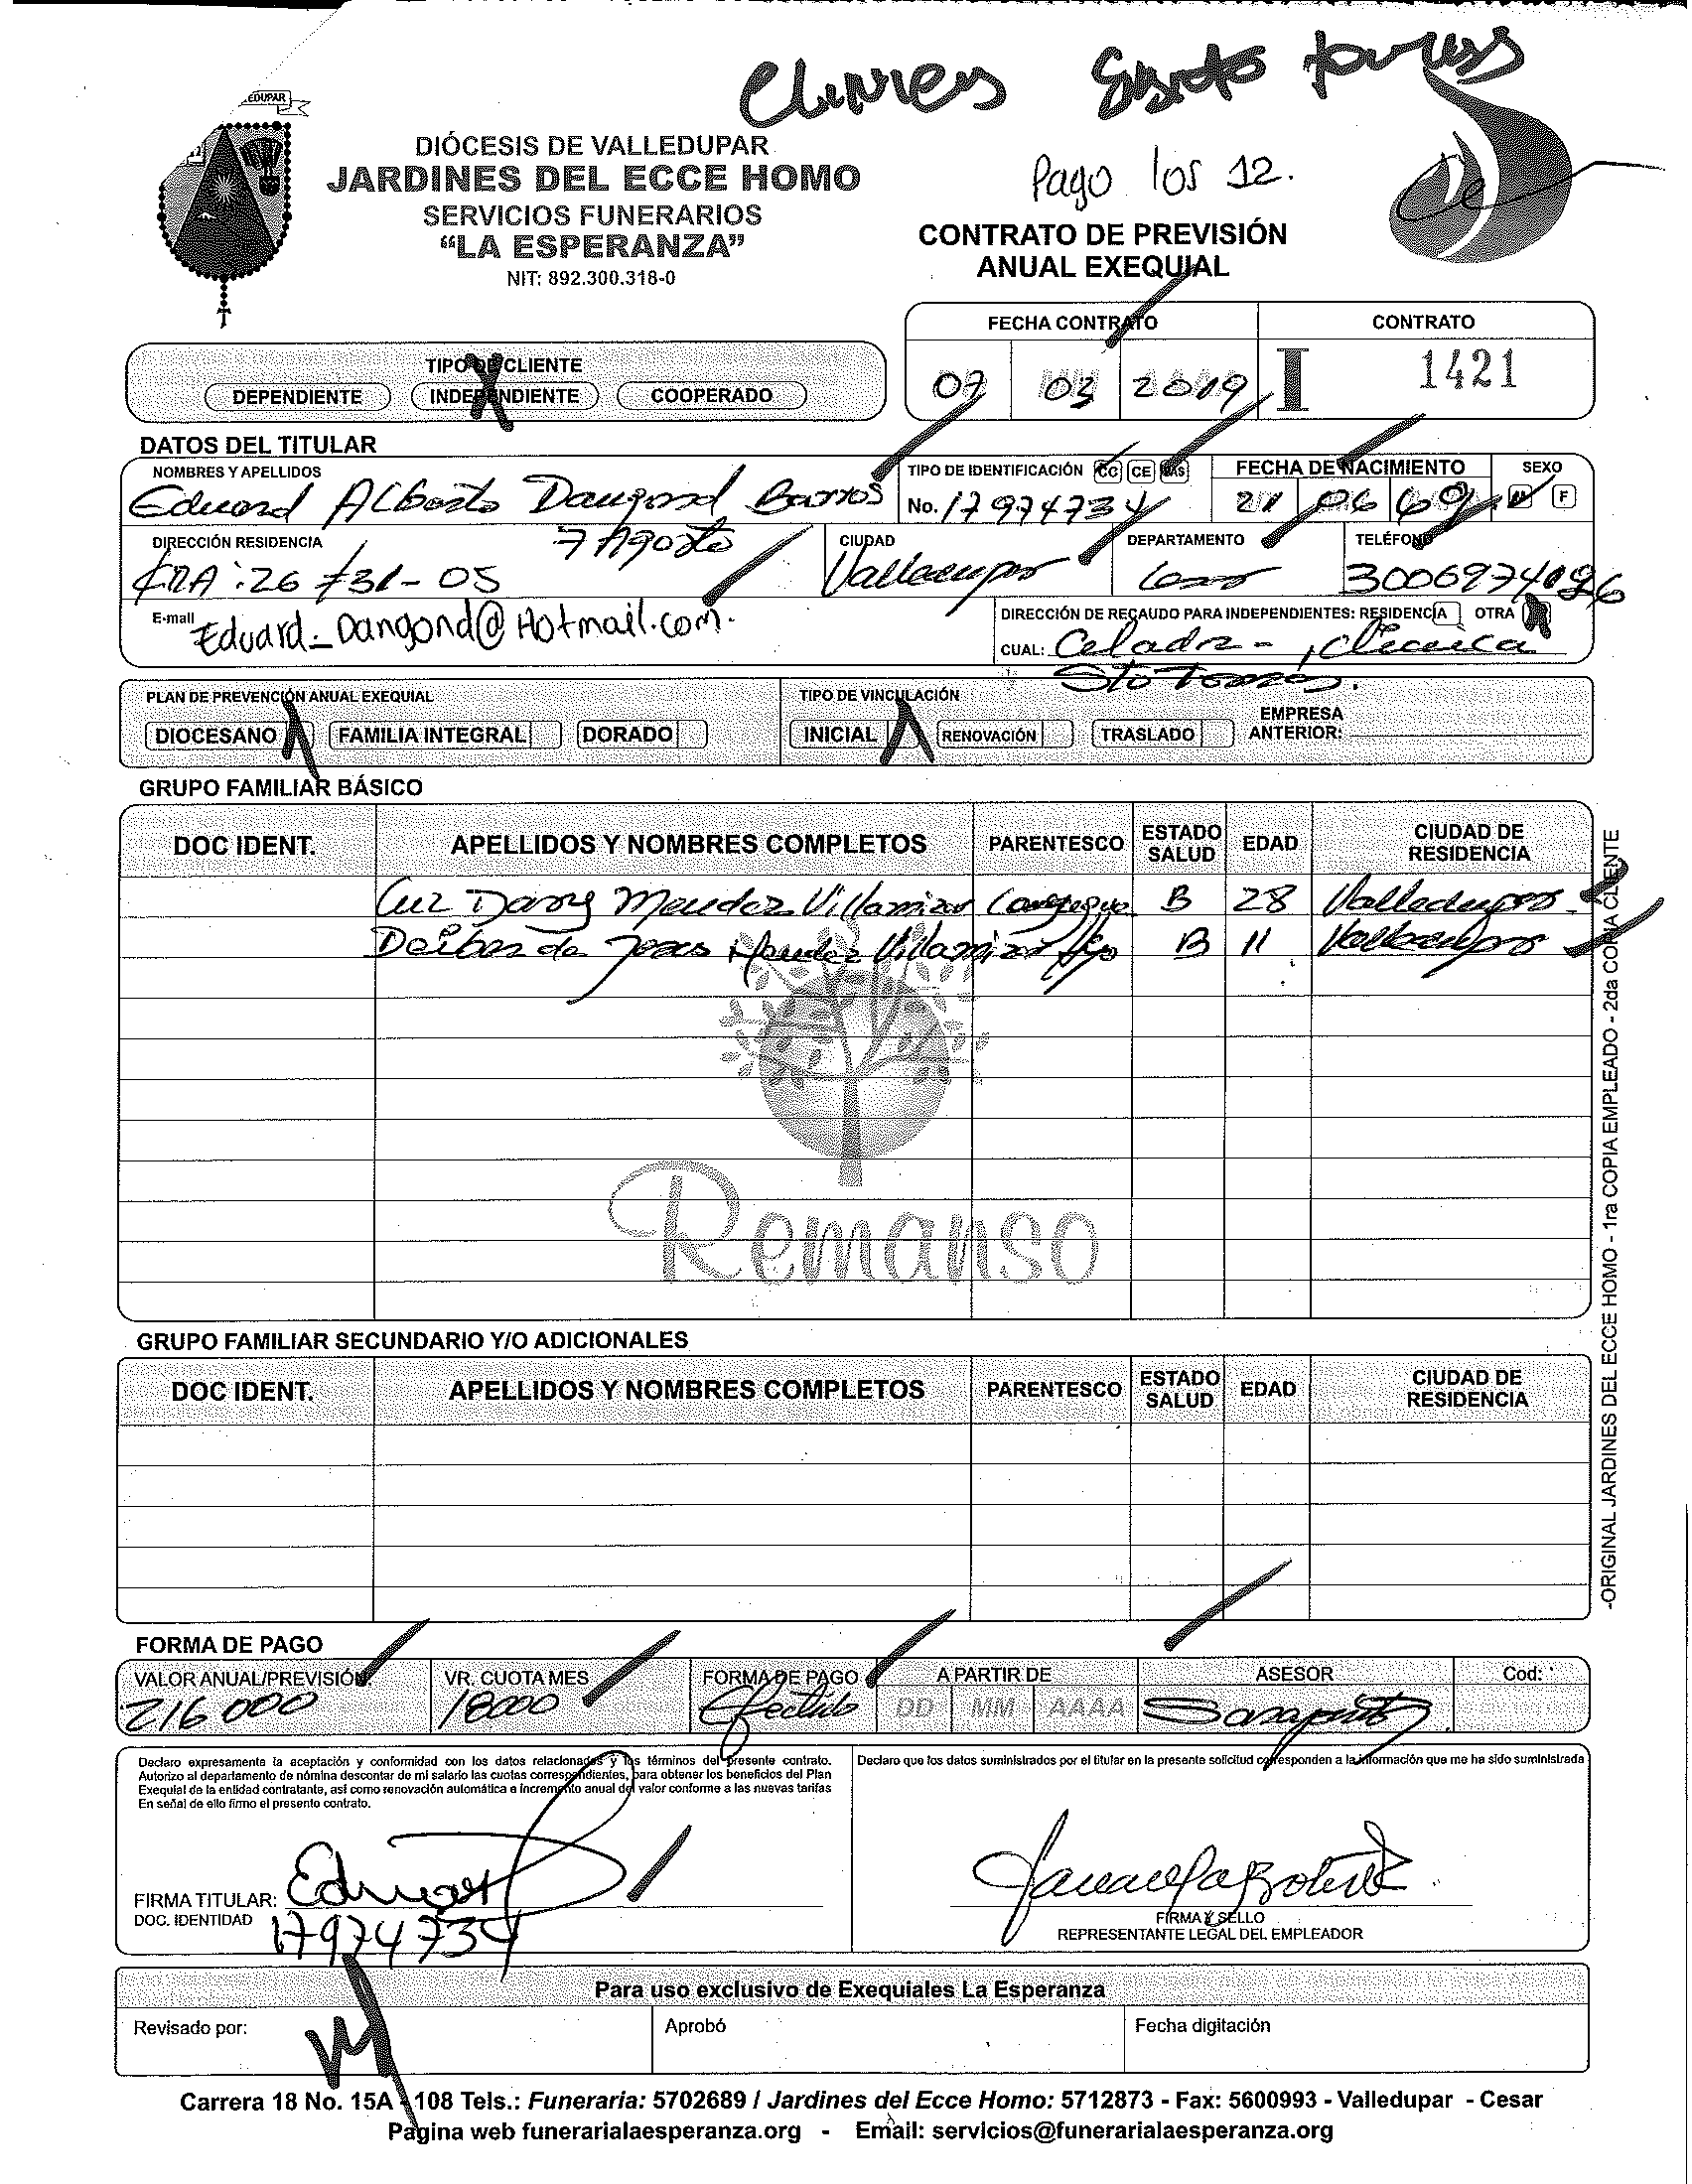 EDUPAR
Pago los 12.
DIÓCESIS DE VALLEDUPAR
JARDINES DEL ECCE HOMO
SERVICIOS FUNERARIOS
“LA ESPERANZA”
NIT: 892.300.318-0
CONTRATO DE PREVISIÓN
ANUAL EXEQUIAL
FECHA CONTRATO CONTRATO
07 03 2019 I 1421
TIPO DE CLIENTE
DEPENDIENTE INDEPENDIENTE COOPERADO
DATOS DEL TITULAR
NOMBRES Y APELLIDOS TIPO DE IDENTIFICACIÓN CC CE NAS FECHA DE NACIMIENTO SEXO
Eduard Alberto Dangond Barros No. 17974734 21 06 69 M F
DIRECCIÓN RESIDENCIA 7 Agosto CIUDAD DEPARTAMENTO TELÉFONO
KRA: 26 #31-05 Valledupar Cesar
E-mail Eduard_Dangond@Hotmail.com.
DIRECCIÓN DE RECAUDO PARA INDEPENDIENTES: RESIDENCIA OTRA
CUAL: Celador - clinica
Sto Tomas.
PLAN DE PREVENCIÓN ANUAL EXEQUIAL TIPO DE VINCULACIÓN
DIOCESANO FAMILIA INTEGRAL DORADO INICIAL RENOVACIÓN TRASLADO EMPRESA ANTERIOR:
GRUPO FAMILIAR BÁSICO
DOC IDENT. APELLIDOS Y NOMBRES COMPLETOS PARENTESCO ESTADO SALUD EDAD CIUDAD DE RESIDENCIA
Luz Dary Mendez Villamizar B 28 Valledupar
Deiber de Jesus Mendez Villamizar Hijo B 11 Valledupar
Remanso
GRUPO FAMILIAR SECUNDARIO Y/O ADICIONALES
DOC IDENT. APELLIDOS Y NOMBRES COMPLETOS PARENTESCO ESTADO SALUD EDAD CIUDAD DE RESIDENCIA
-ORIGINAL JARDINES DEL ECCE HOMO - 1ra COPIA EMPLEADO - 2da COPIA CLIENTE
FORMA DE PAGO
VALOR ANUAL/PREVISIÓN. VR. CUOTA MES FORMA DE PAGO A PARTIR DE ASESOR Cod:
216000 18000 Efectivo DD MM AAAA
Declaro expresamente la aceptación y conformidad con los datos relacionados y los términos del presente contrato.
Autorizo al departamento de nómina descontar de mi salario las cuotas correspondientes, para obtener los beneficios del Plan
Exequial de la entidad contratante, así como renovación automática e incremento anual del valor conforme a las nuevas tarifas
En señal de ello firmo el presente contrato.
Declaro que los datos suministrados por el titular en la presente solicitud corresponden a la información que me ha sido suministrada
FIRMA TITULAR: Eduard
DOC. IDENTIDAD 17974734
FIRMA Y SELLO
REPRESENTANTE LEGAL DEL EMPLEADOR
Para uso exclusivo de Exequiales La Esperanza
Revisado por: Aprobó Fecha digitación
Carrera 18 No. 15A - 108 Tels.: Funeraria: 5702689 / Jardines del Ecce Homo: 5712873 - Fax: 5600993 - Valledupar - Cesar
Pagina web funerarialaesperanza.org - Email: servicios@funerarialaesperanza.org